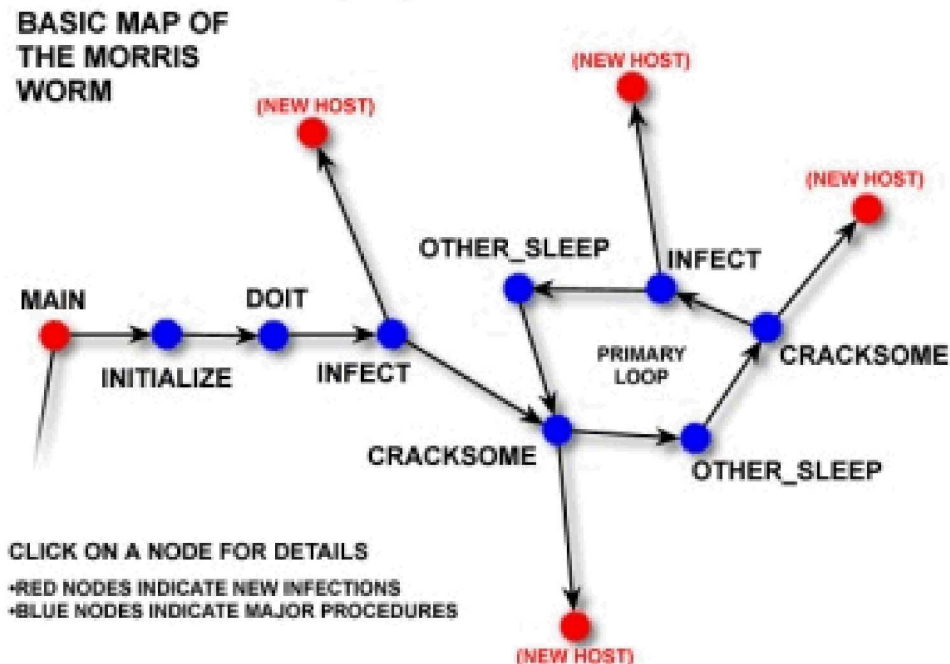 BASIC MAP OF
THE MORRIS
WORM
(NEW HOST)
(NEW HOST)
(NEW HOST)
OTHER_SLEEP
INFECT
MAIN
DOIT
INITIALIZE
INFECT
PRIMARY
LOOP
CRACKSOME
CRACKSOME
OTHER_SLEEP
CLICK ON A NODE FOR DETAILS
•RED NODES INDICATE NEW INFECTIONS
•BLUE NODES INDICATE MAJOR PROCEDURES
(NEW HOST)